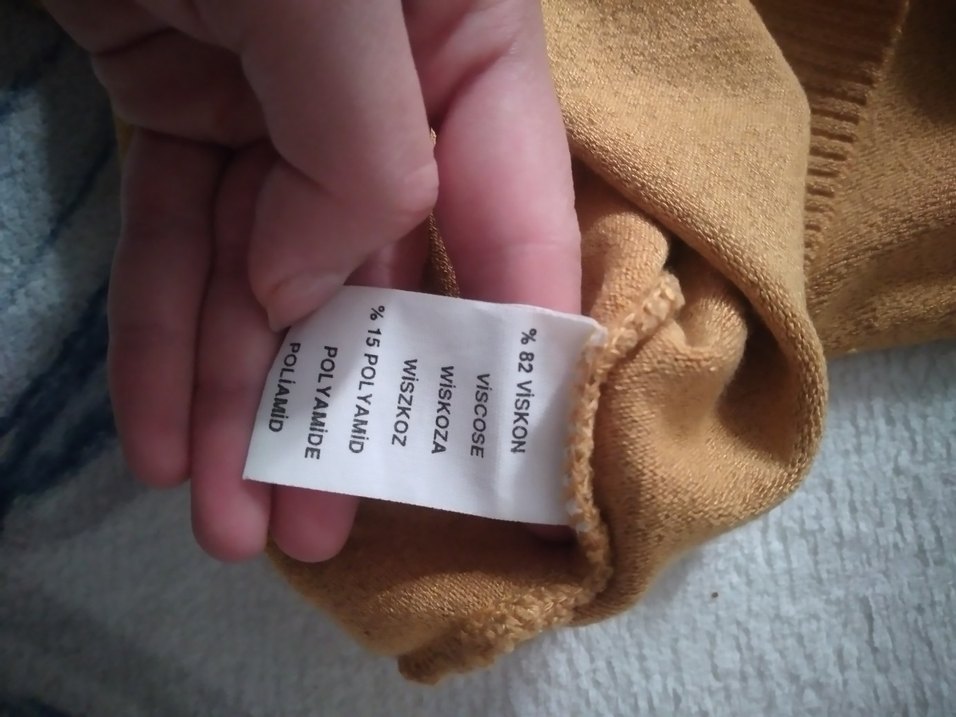 % 82 VİSKON
VİSCOSE
WİSKOZA
WİSZKOZ
% 15 POLYAMİD
POLYAMİDE
POLİAMİD